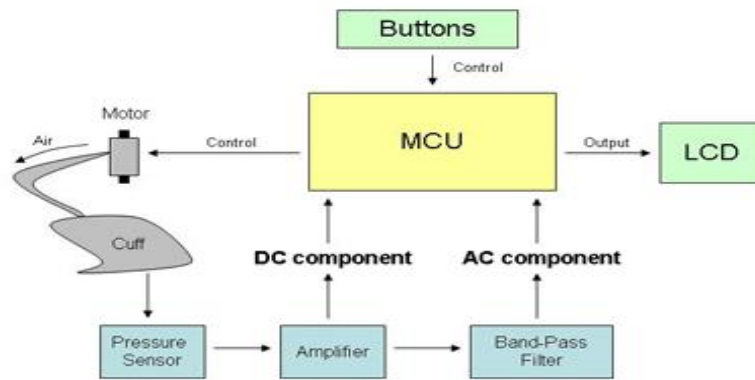 Buttons
Control
Motor
Air
Control
MCU
Output
LCD
Cuff
DC component
AC component
Pressure
Sensor
Amplifier
Band-Pass
Filter